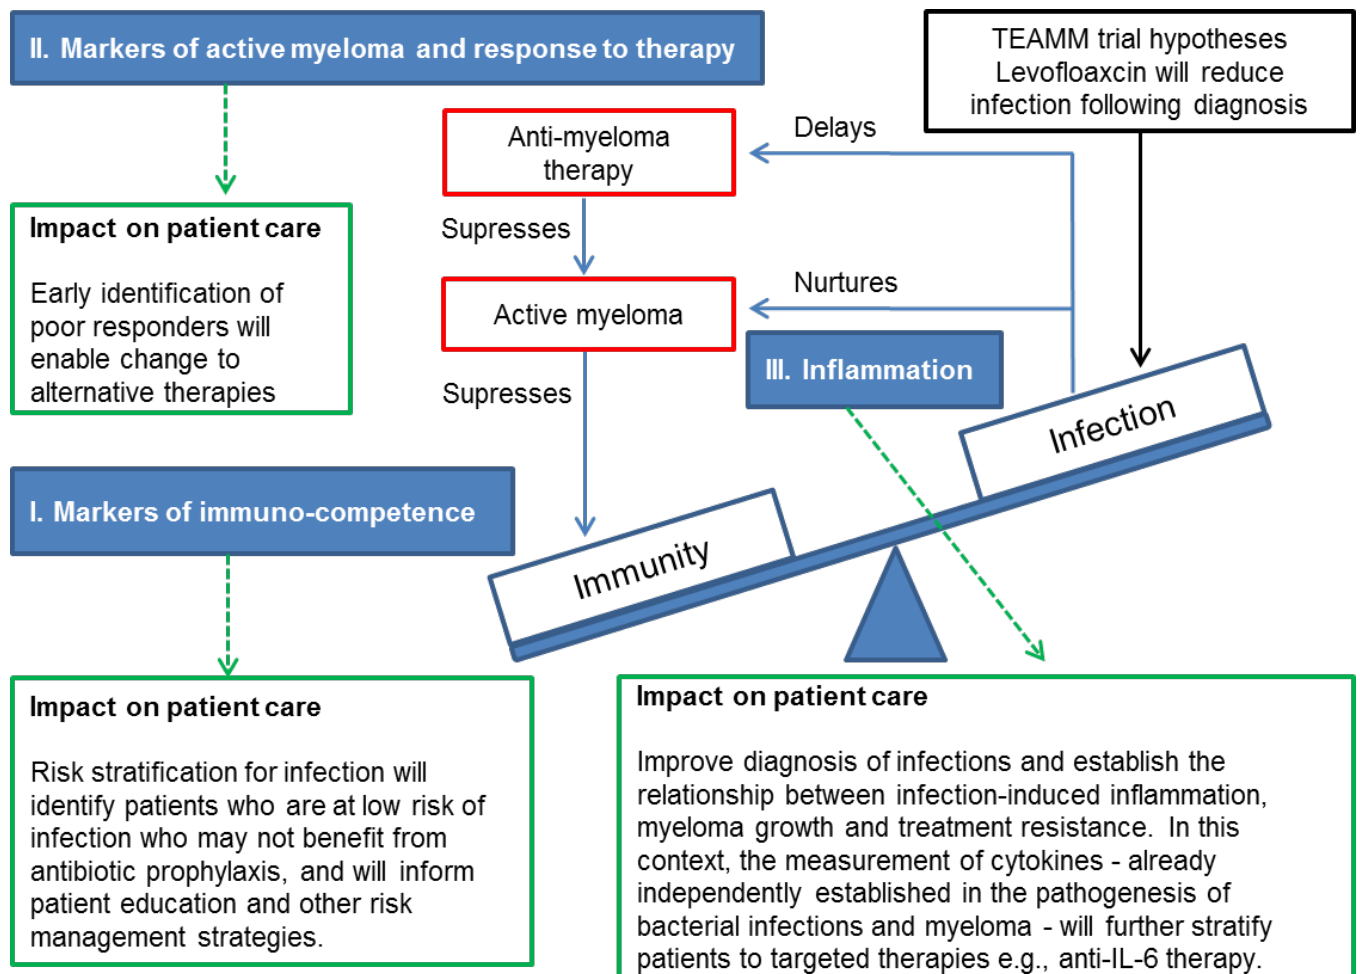 II. Markers of active myeloma and response to therapy
TEAMM trial hypotheses
Levofloaxcin will reduce
infection following diagnosis
Anti-myeloma
therapy
Delays
Impact on patient care
Early identification of
poor responders will
enable change to
alternative therapies
Supresses
Active myeloma
Nurtures
III. Inflammation
Supresses
Infection
I. Markers of immuno-competence
Immunity
Impact on patient care
Risk stratification for infection will
identify patients who are at low risk of
infection who may not benefit from
antibiotic prophylaxis, and will inform
patient education and other risk
management strategies.
Impact on patient care
Improve diagnosis of infections and establish the
relationship between infection-induced inflammation,
myeloma growth and treatment resistance. In this
context, the measurement of cytokines - already
independently established in the pathogenesis of
bacterial infections and myeloma - will further stratify
patients to targeted therapies e.g., anti-IL-6 therapy.